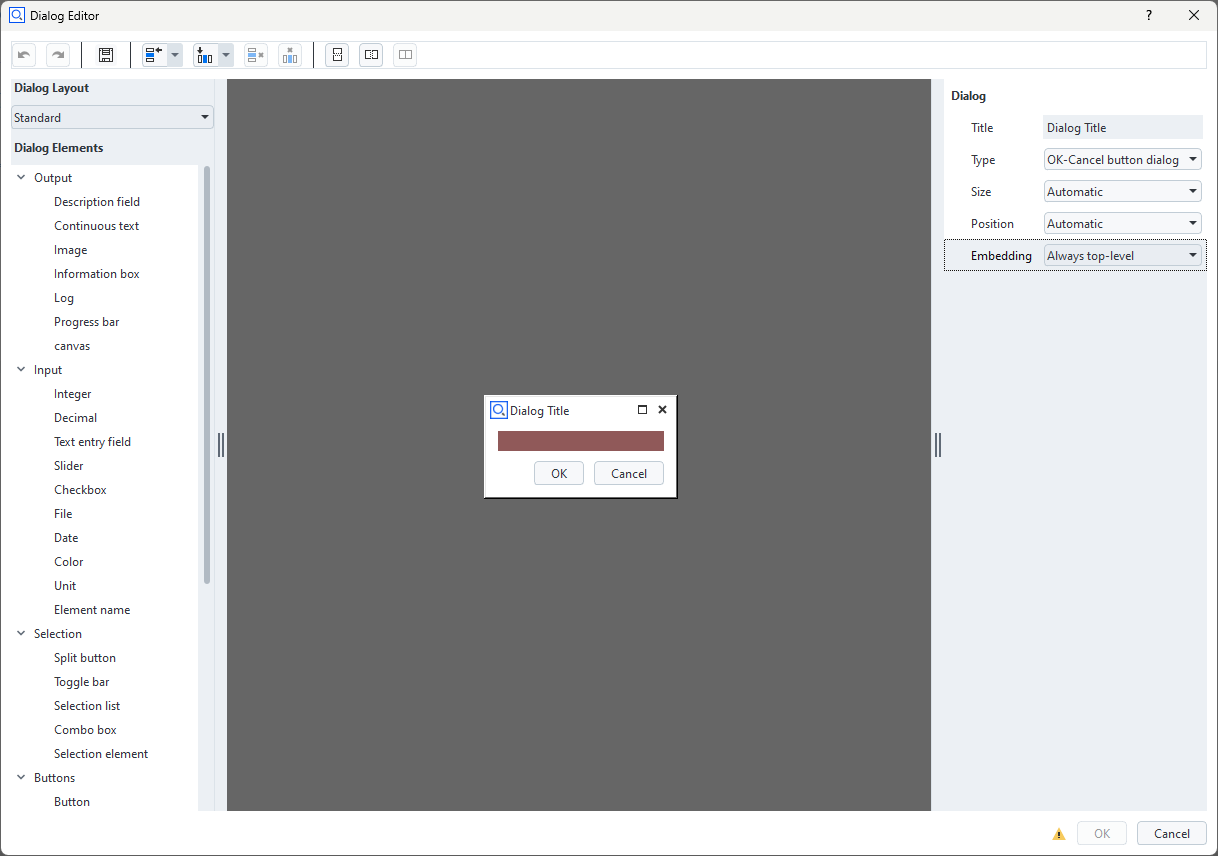 Dialog Editor
?
Dialog Layout
Standard
Dialog Elements
Output
Description field
Continuous text
Image
Information box
Log
Progress bar
canvas
Input
Integer
Decimal
Text entry field
Slider
Checkbox
File
Date
Color
Unit
Element name
Selection
Split button
Toggle bar
Selection list
Combo box
Selection element
Buttons
Button
Dialog Title
OK Cancel
Dialog
Title Dialog Title
Type OK-Cancel button dialog
Size Automatic
Position Automatic
Embedding Always top-level
OK Cancel